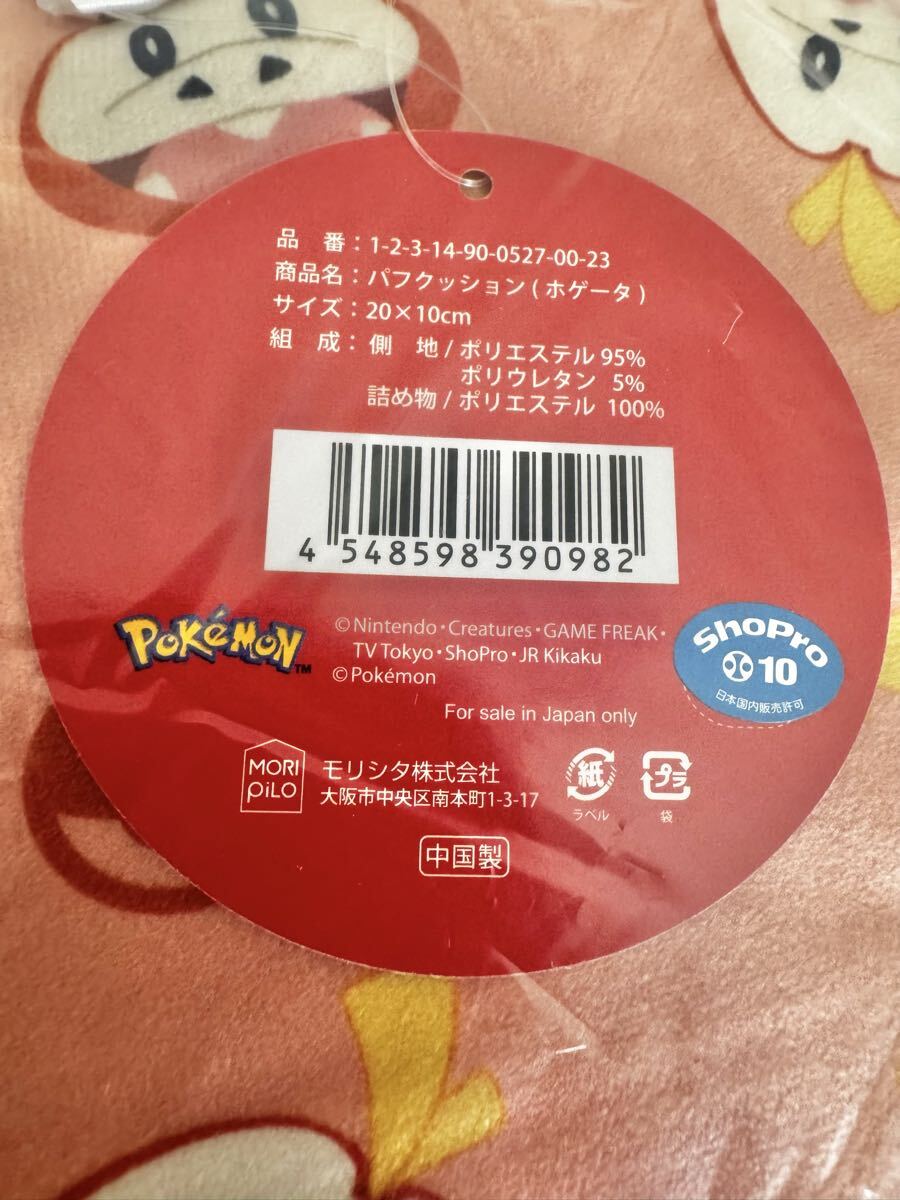 品 番：1-2-3-14-90-0527-00-23
商品名：パフクッション（ホゲータ）
サイズ：20×10cm
組 成：側 地/ポリエステル 95%
ポリウレタン 5%
詰め物/ポリエステル 100%
4 548598 390982
POKéMON™
©Nintendo・Creatures・GAME FREAK・
TV Tokyo・ShoPro・JR Kikaku
©Pokémon
For sale in Japan only
ShoPro
10
日本国内販売許可
MORI
piLO
モリシタ株式会社
大阪市中央区南本町1-3-17
紙
ラベル
プラ
袋
中国製